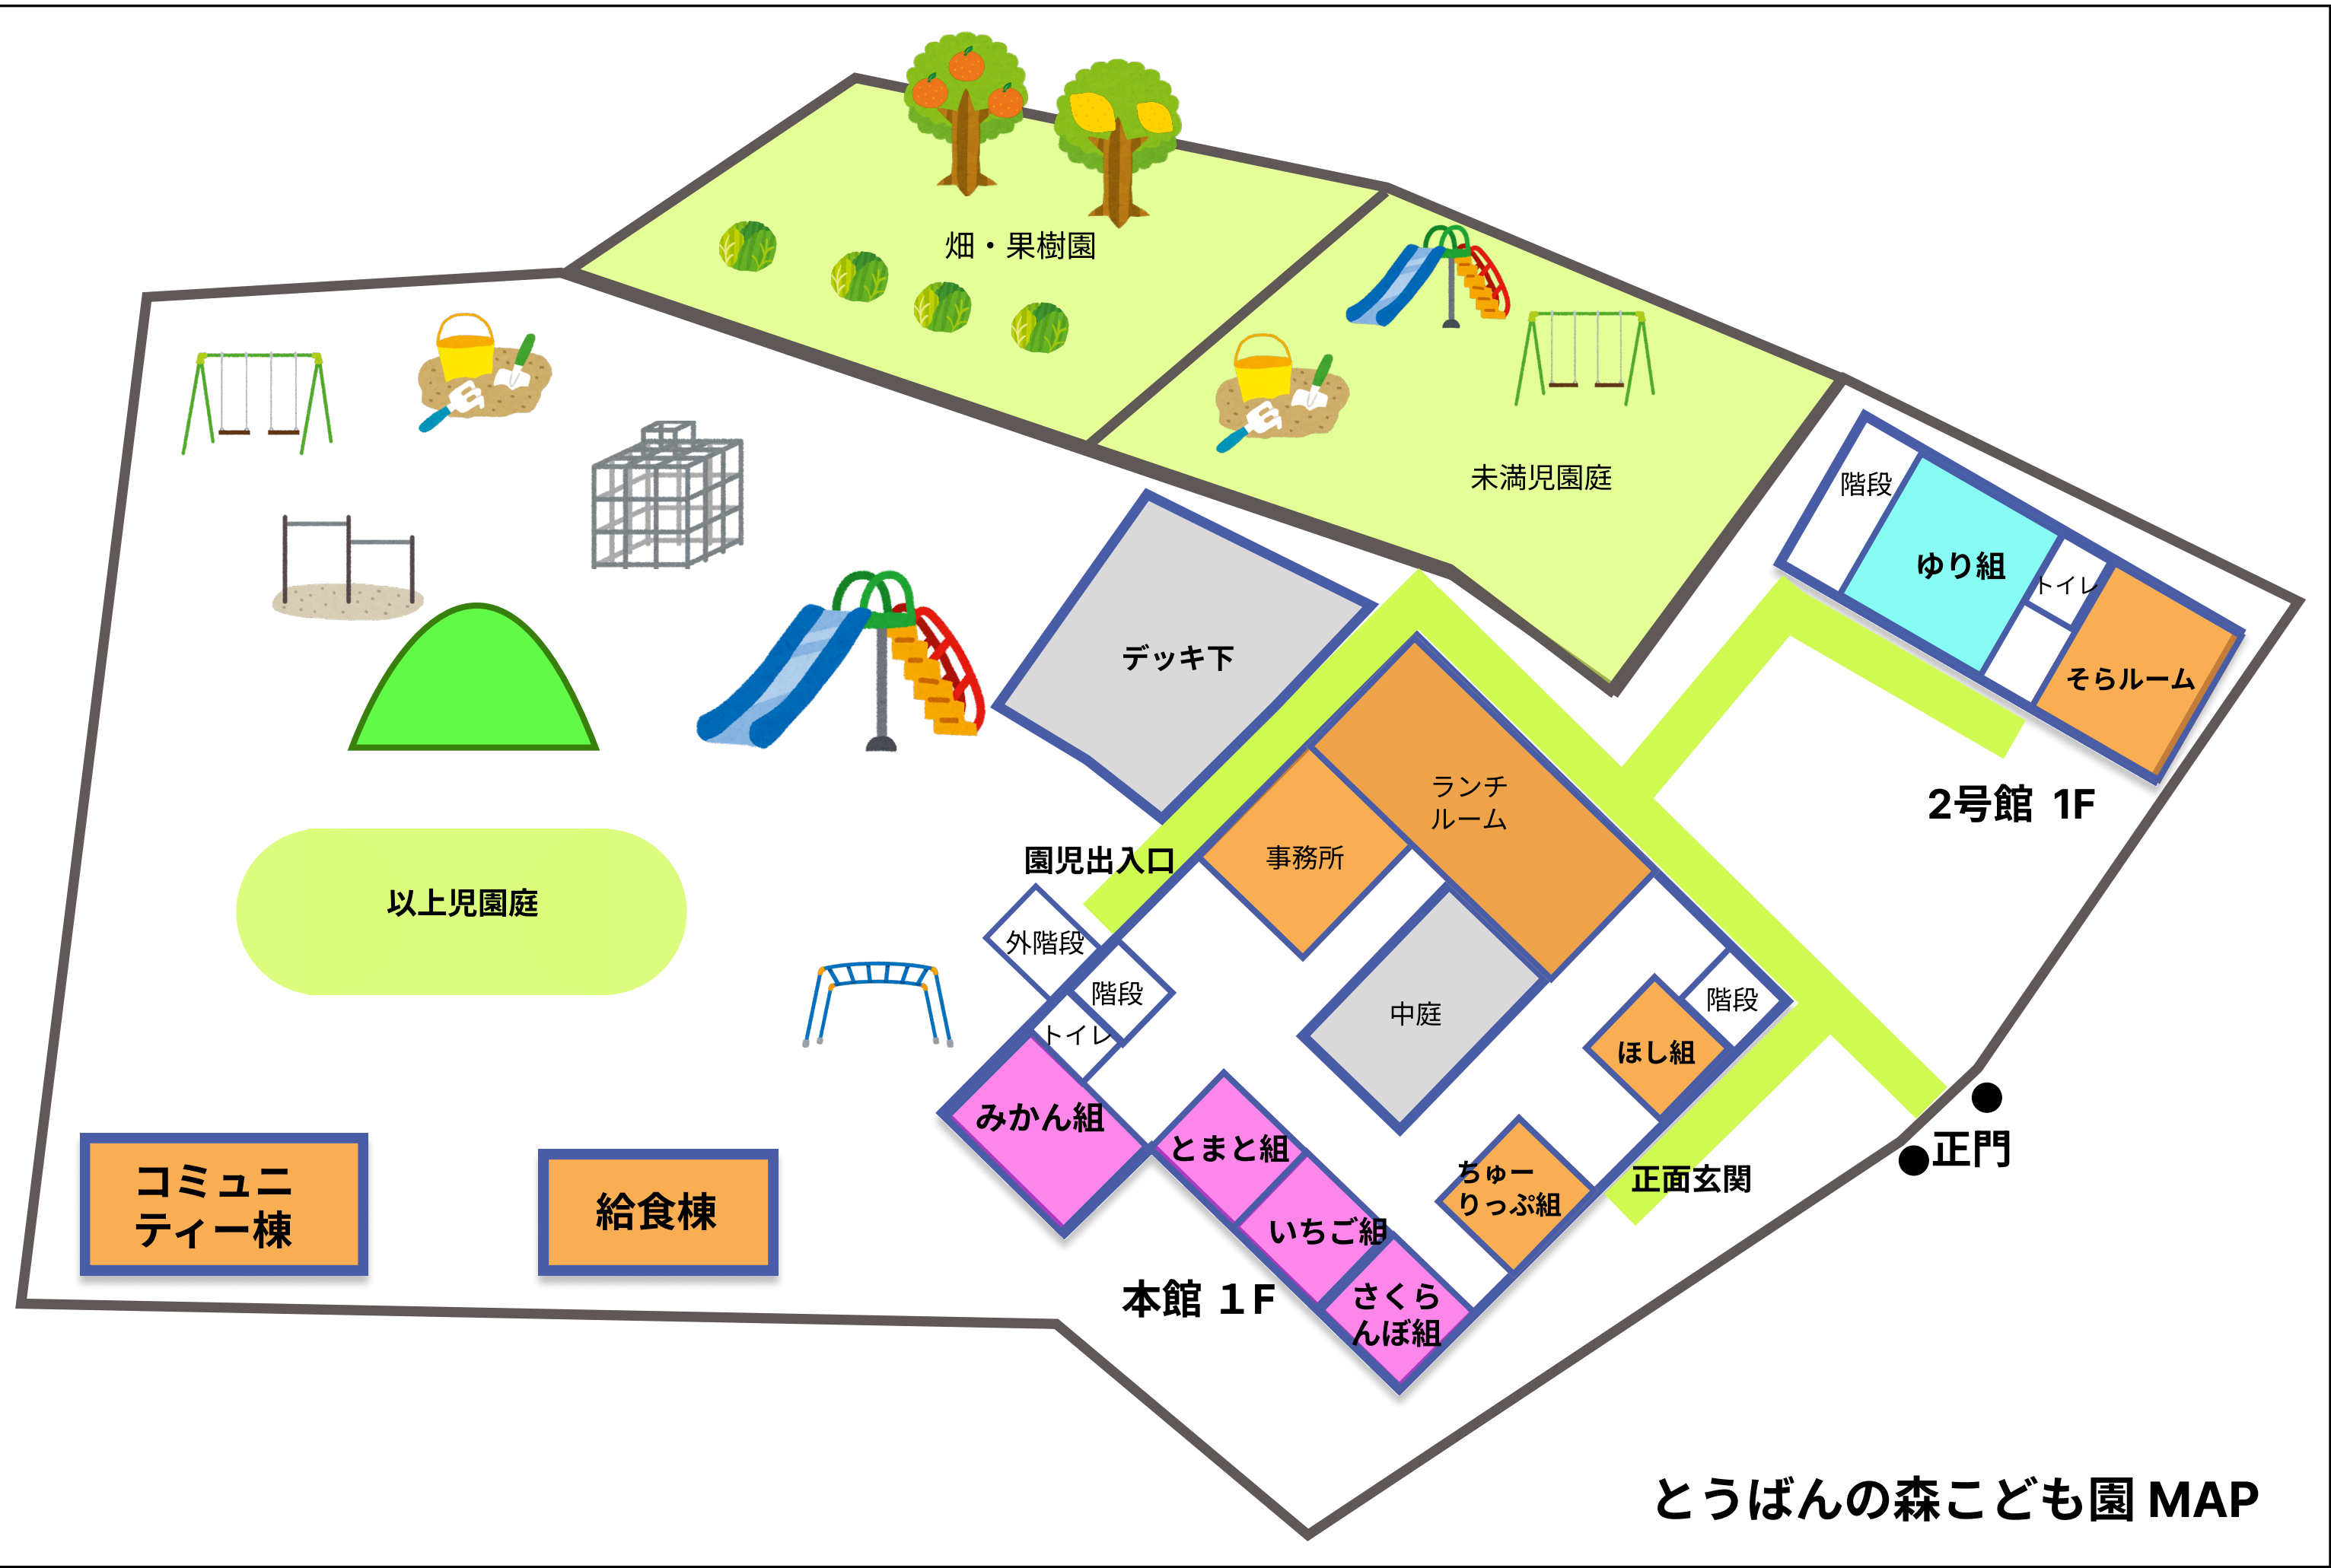 畑・果樹園
未満児園庭
階段
ゆり組
トイレ
そらルーム
2号館 1F
デッキ下
ランチ
ルーム
事務所
園児出入口
以上児園庭
外階段
階段
トイレ
中庭
階段
ほし組
みかん組
とまと組
いちご組
さくら
んぼ組
ちゅー
りっぷ組
正面玄関
正門
コミュニ
ティー棟
給食棟
本館 1F
とうばんの森こども園 MAP